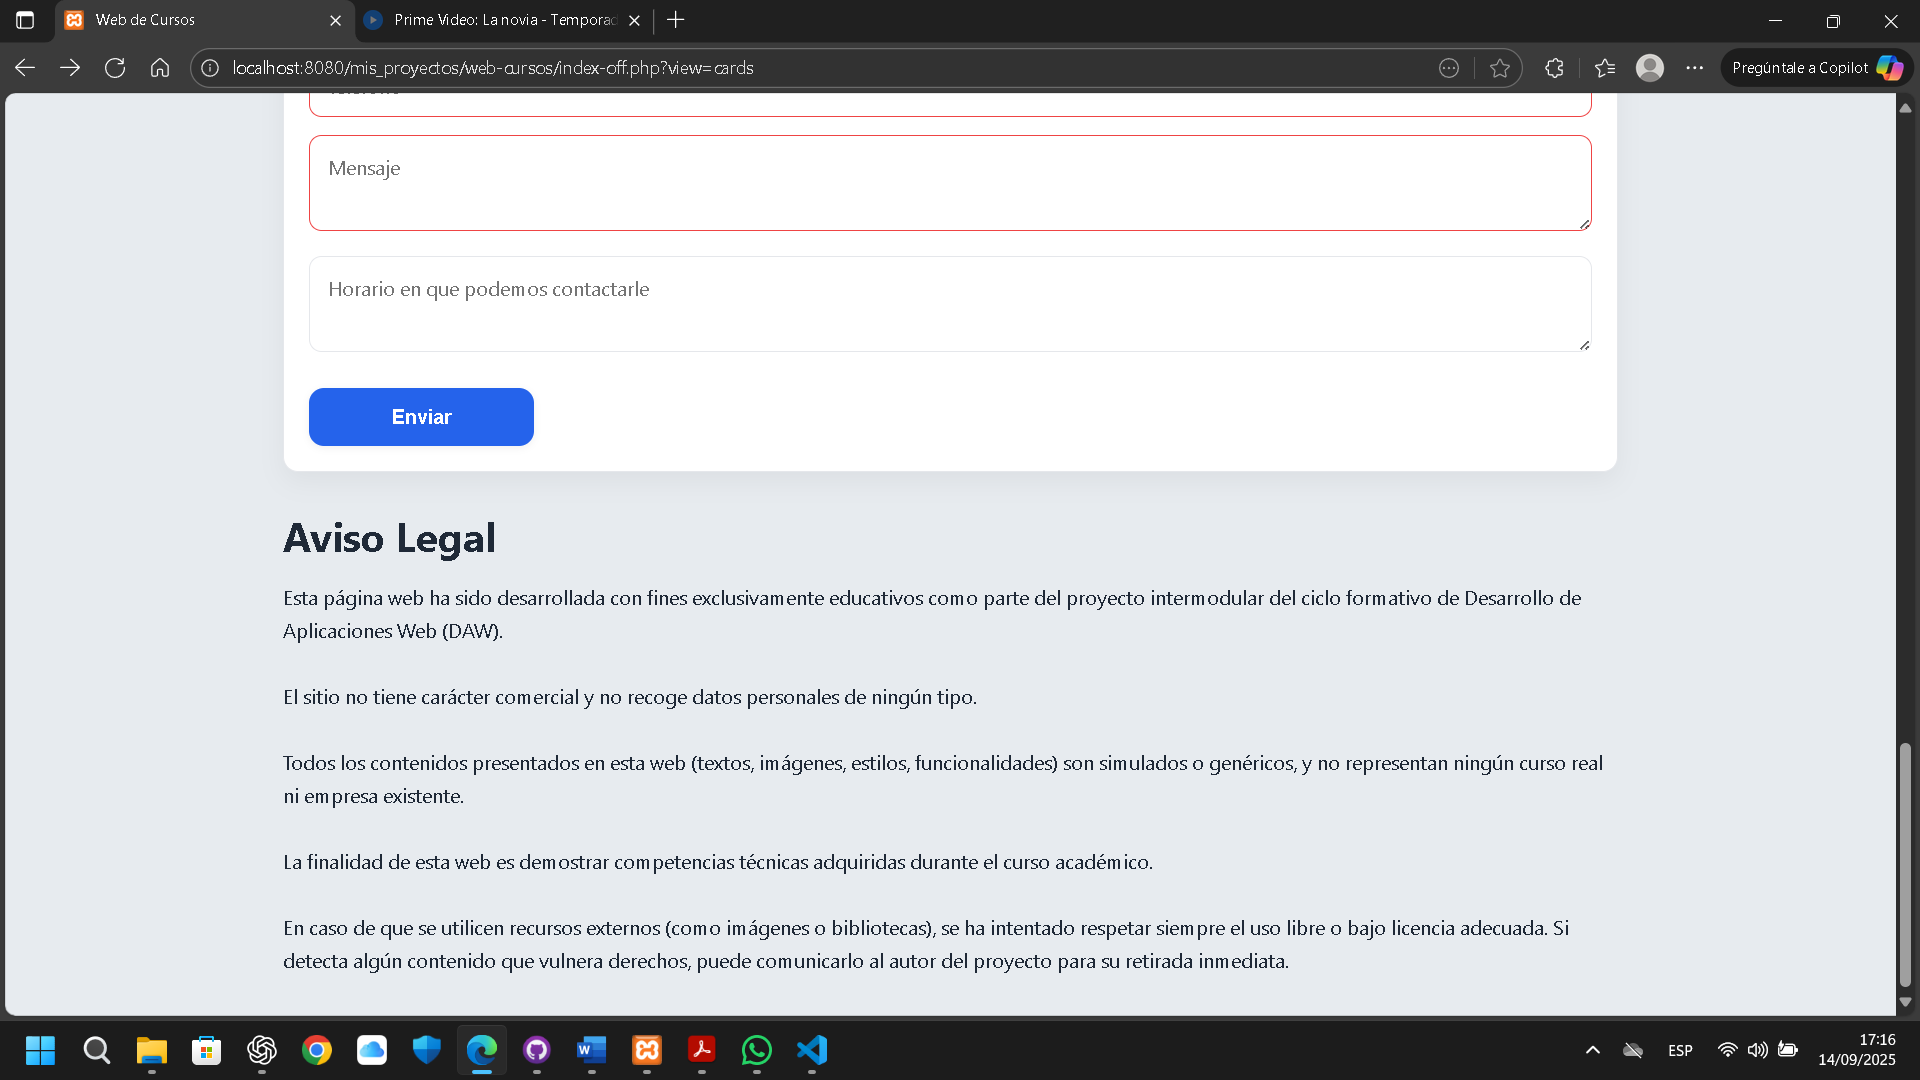 Web de Cursos
Prime Video: La novia - Temporad
localhost:8080/mis_proyectos/web-cursos/index-off.php?view=cards
Pregúntale a Copilot
Mensaje
Horario en que podemos contactarle
Enviar
Aviso Legal
Esta página web ha sido desarrollada con fines exclusivamente educativos como parte del proyecto intermodular del ciclo formativo de Desarrollo de
Aplicaciones Web (DAW).
El sitio no tiene carácter comercial y no recoge datos personales de ningún tipo.
Todos los contenidos presentados en esta web (textos, imágenes, estilos, funcionalidades) son simulados o genéricos, y no representan ningún curso real
ni empresa existente.
La finalidad de esta web es demostrar competencias técnicas adquiridas durante el curso académico.
En caso de que se utilicen recursos externos (como imágenes o bibliotecas), se ha intentado respetar siempre el uso libre o bajo licencia adecuada. Si
detecta algún contenido que vulnera derechos, puede comunicarlo al autor del proyecto para su retirada inmediata.
ESP
17:16
14/09/2025